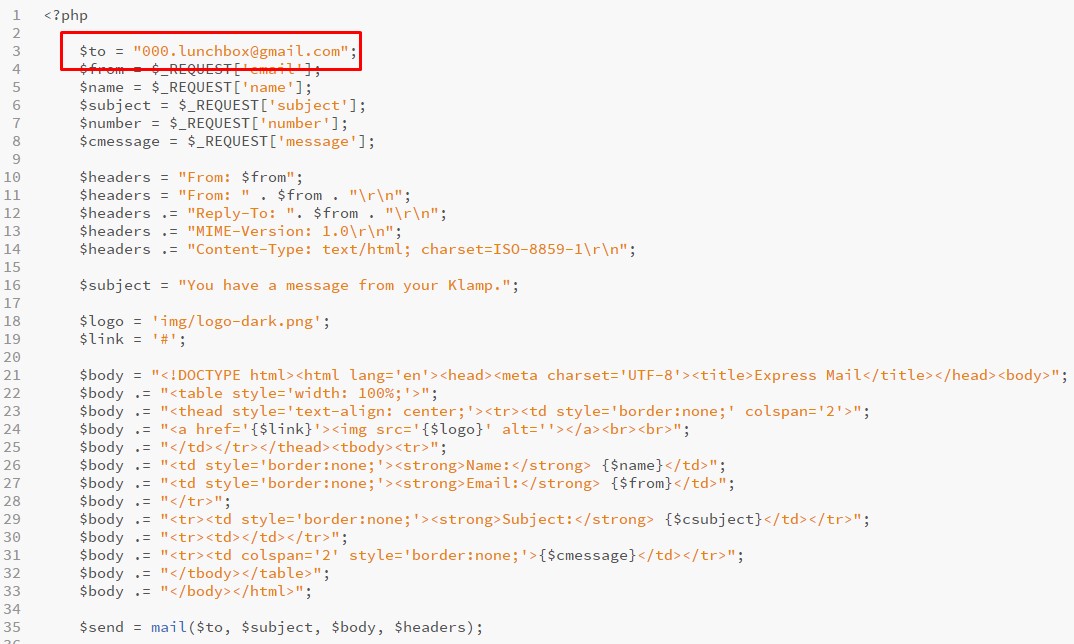 1 <?php
2
3 $to = "000.lunchbox@gmail.com";
4 $from = $_REQUEST['email'];
5 $name = $_REQUEST['name'];
6 $subject = $_REQUEST['subject'];
7 $number = $_REQUEST['number'];
8 $cmessage = $_REQUEST['message'];
9
10 $headers = "From: $from";
11 $headers = "From: " . $from . "\r\n";
12 $headers .= "Reply-To: ". $from . "\r\n";
13 $headers .= "MIME-Version: 1.0\r\n";
14 $headers .= "Content-Type: text/html; charset=ISO-8859-1\r\n";
15
16 $subject = "You have a message from your Klamp.";
17
18 $logo = 'img/logo-dark.png';
19 $link = '#';
20
21 $body = "<!DOCTYPE html><html lang='en'><head><meta charset='UTF-8'><title>Express Mail</title></head><body>";
22 $body .= "<table style='width: 100%;'>";
23 $body .= "<thead style='text-align: center;'><tr><td style='border:none;' colspan='2'>";
24 $body .= "<a href='{$link}'><img src='{$logo}' alt=''></a><br><br>";
25 $body .= "</td></tr></thead><tbody><tr>";
26 $body .= "<td style='border:none;'><strong>Name:</strong> {$name}</td>";
27 $body .= "<td style='border:none;'><strong>Email:</strong> {$from}</td>";
28 $body .= "</tr>";
29 $body .= "<tr><td style='border:none;'><strong>Subject:</strong> {$csubject}</td></tr>";
30 $body .= "<tr><td></td></tr>";
31 $body .= "<tr><td colspan='2' style='border:none;'>{$cmessage}</td></tr>";
32 $body .= "</tbody></table>";
33 $body .= "</body></html>";
34
35 $send = mail($to, $subject, $body, $headers);